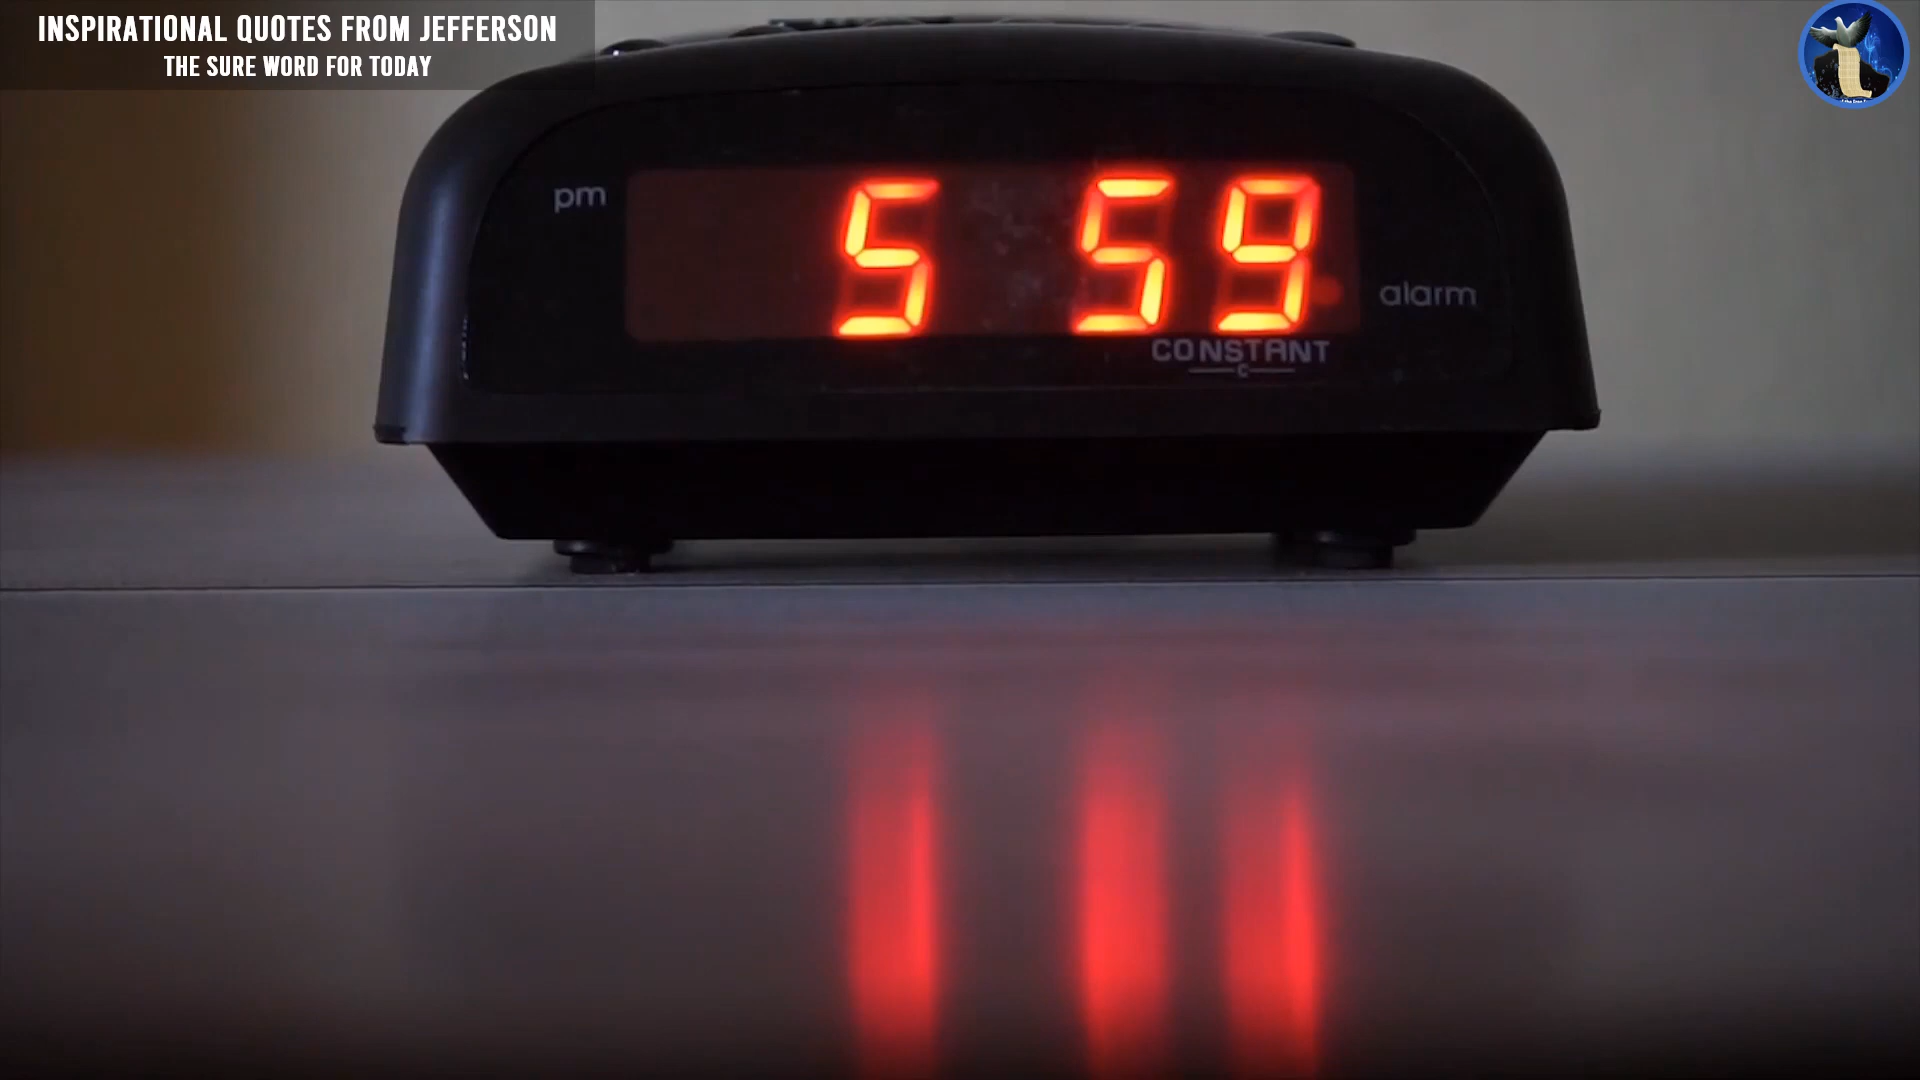 INSPIRATIONAL QUOTES FROM JEFFERSON
THE SURE WORD FOR TODAY
pm
5 59
alarm
CONSTANT
C